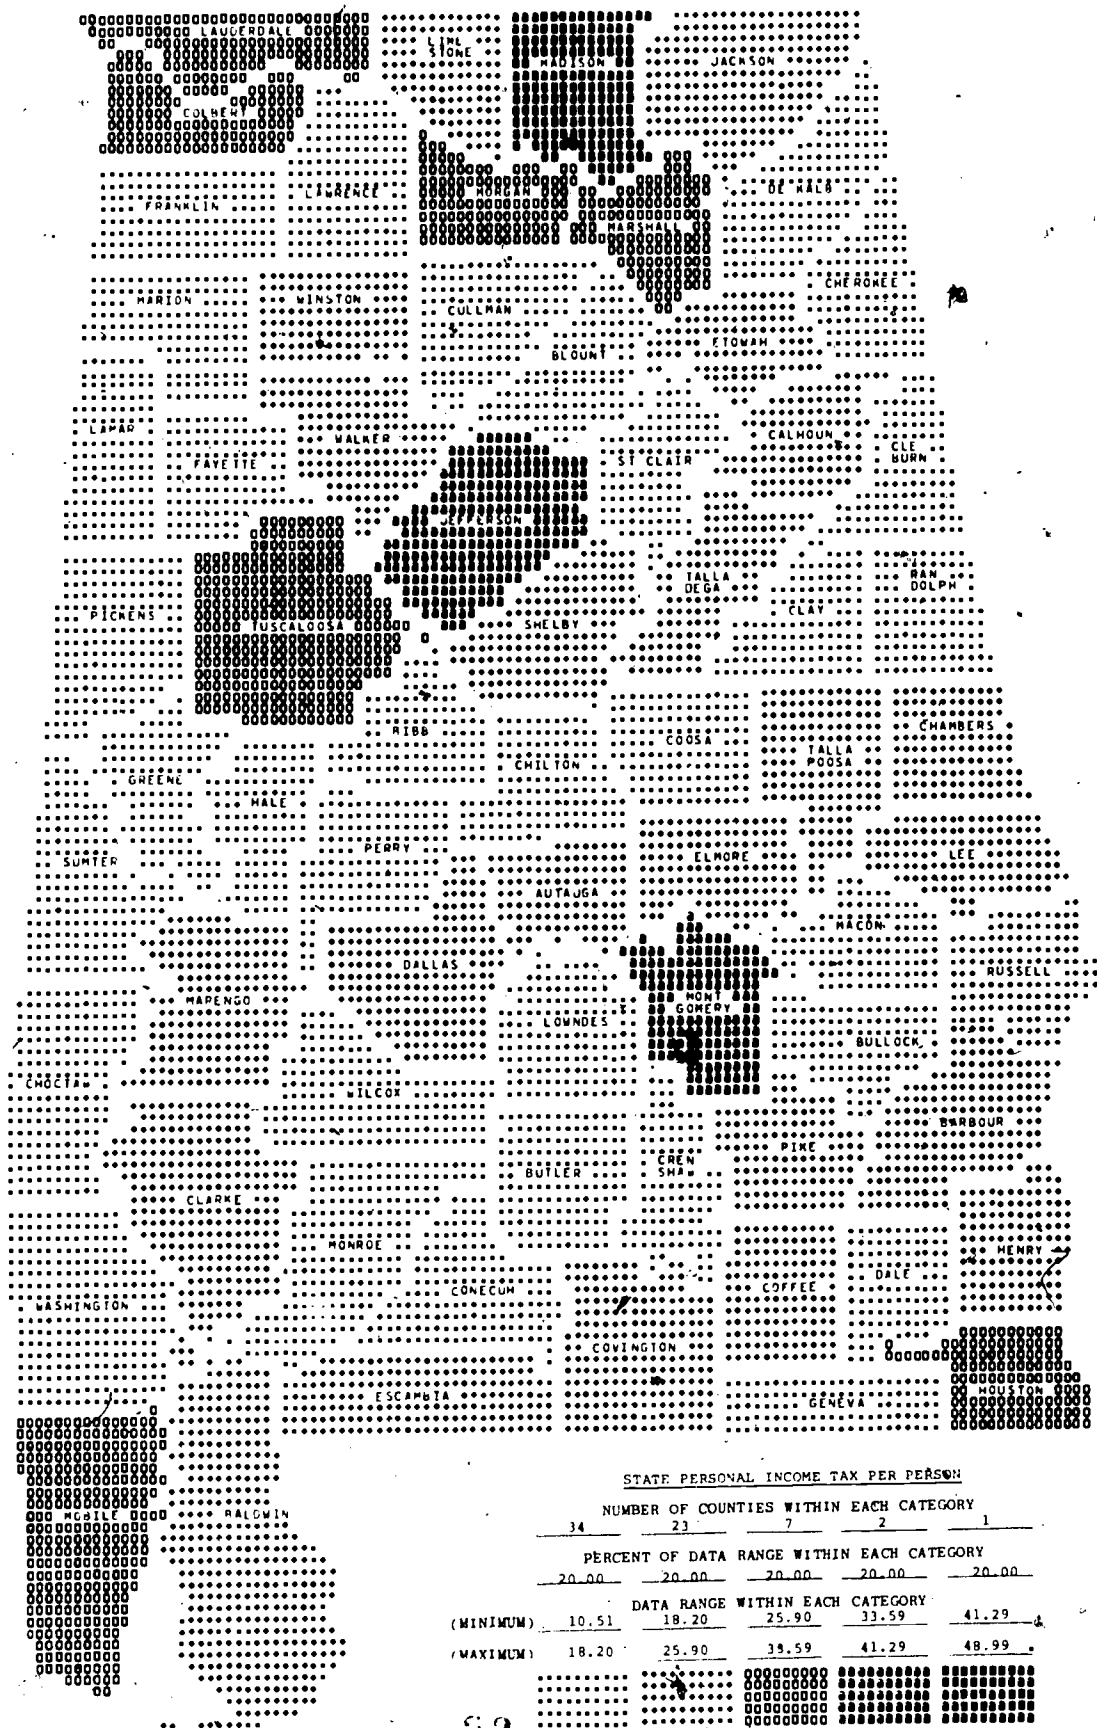 LAUDERDALE
STONE
MADISON
JACKSON
COLBERT
LAWRENCE
MORGAN
DE KALB
FRANKLIN
MARSHALL
MARION
WINSTON
CULLMAN
CHEROKEE
BLOUNT
ETOWAH
LAMAR
WALKER
CALHOUN
CLE
BURN
FAYETTE
ST CLAIR
JEFFERSON
TALLA
DEGA
RAN
DOLPH
PICKENS
TUSCALOOSA
SHELBY
CLAY
BIBB
COOSA
TALLA
POOSA
CHAMBERS
GREENE
CHILTON
HALE
PERRY
SUMTER
ELMORE
LEE
AUTAUGA
MACON
DALLAS
RUSSELL
MARENGO
LOWNDES
MONT
GOMERY
BULLOCK
CHOCTAW
WILCOX
BARBOUR
PIKE
BUTLER
CREN
SHAW
CLARKE
MONROE
HENRY
DALE
CONECUH
COFFEE
WASHINGTON
COVINGTON
ESCAMBIA
GENEVA
HOUSTON
MOBILE
BALDWIN
STATE PERSONAL INCOME TAX PER PERSON
NUMBER OF COUNTIES WITHIN EACH CATEGORY
34 23 7 2 1
PERCENT OF DATA RANGE WITHIN EACH CATEGORY
20.00 20.00 20.00 20.00 20.00
DATA RANGE WITHIN EACH CATEGORY
(MINIMUM) 10.51 18.20 25.90 33.59 41.29
(MAXIMUM) 18.20 25.90 33.59 41.29 48.99